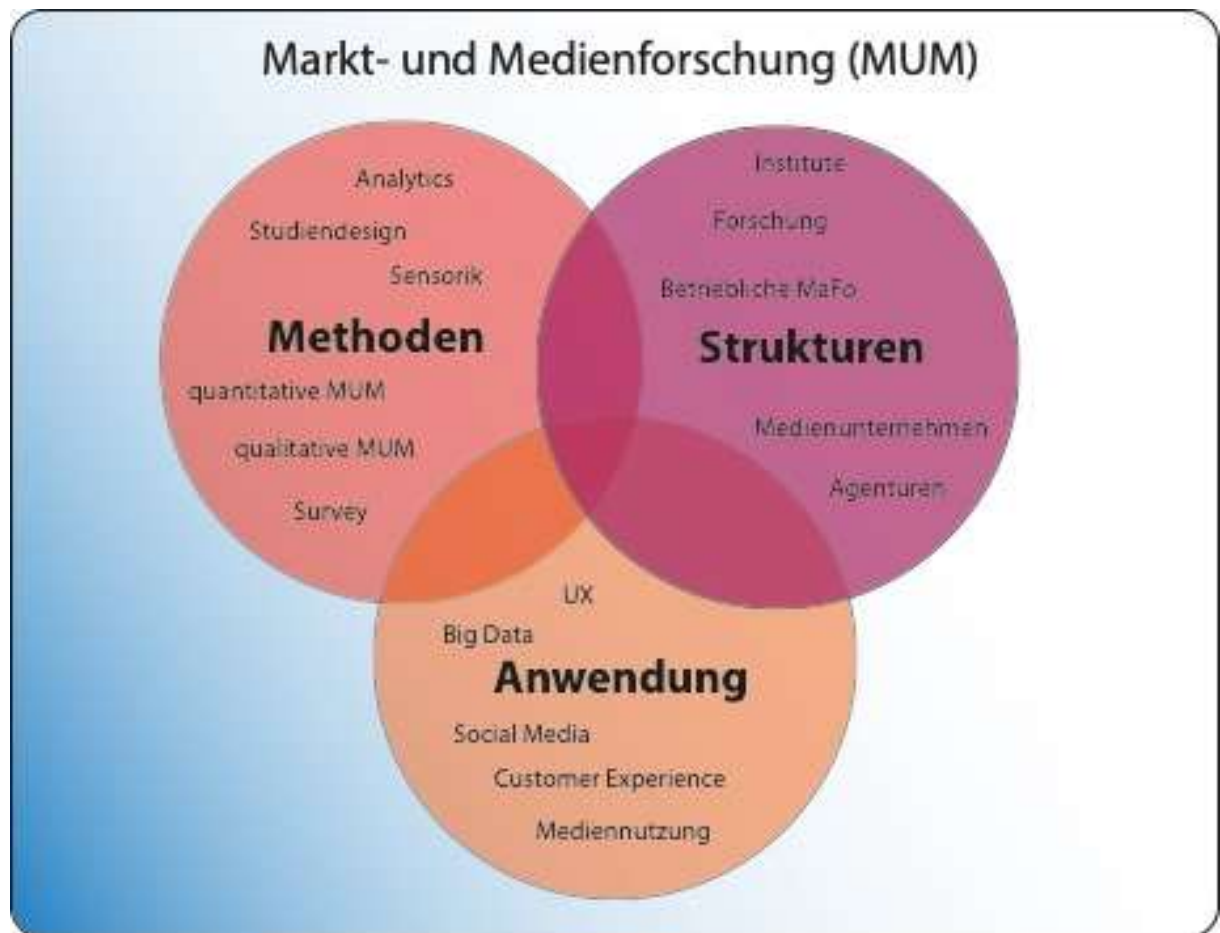 Markt- und Medienforschung (MUM)
Analytics
Studiendesign
Sensorik
Methoden
quantitative MUM
qualitative MUM
Survey
Institute
Forschung
Betriebliche MaFo
Strukturen
Medienunternehmen
Agenturen
UX
Big Data
Anwendung
Social Media
Customer Experience
Mediennutzung